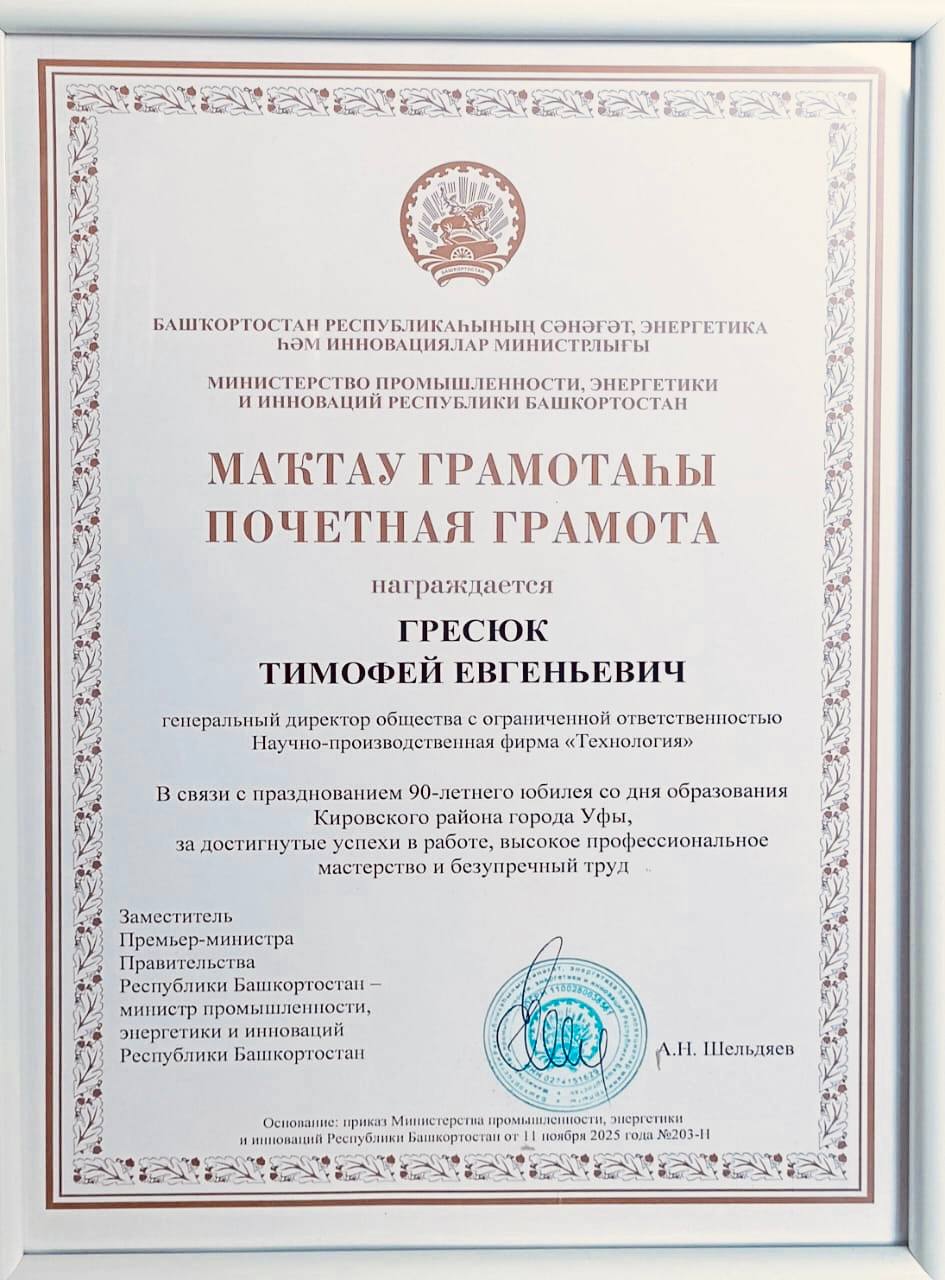 БАШКОРТОСТАН
БАШҠОРТОСТАН РЕСПУБЛИКАҺЫНЫҢ СӘНӘҒӘТ, ЭНЕРГЕТИКА
ҺӘМ ИННОВАЦИЯЛАР МИНИСТРЛЫҒЫ
МИНИСТЕРСТВО ПРОМЫШЛЕННОСТИ, ЭНЕРГЕТИКИ
И ИННОВАЦИЙ РЕСПУБЛИКИ БАШКОРТОСТАН
МАҠТАУ ГРАМОТАҺЫ
ПОЧЕТНАЯ ГРАМОТА
награждается
ГРЕСЮК
ТИМОФЕЙ ЕВГЕНЬЕВИЧ
генеральный директор общества с ограниченной ответственностью
Научно-производственная фирма «Технология»
В связи с празднованием 90-летнего юбилея со дня образования
Кировского района города Уфы,
за достигнутые успехи в работе, высокое профессиональное
мастерство и безупречный труд
Заместитель
Премьер-министра
Правительства
Республики Башкортостан –
министр промышленности,
энергетики и инноваций
Республики Башкортостан
А.Н. Шельдяев
Основание: приказ Министерства промышленности, энергетики
и инноваций Республики Башкортостан от 11 ноября 2025 года №203-Н